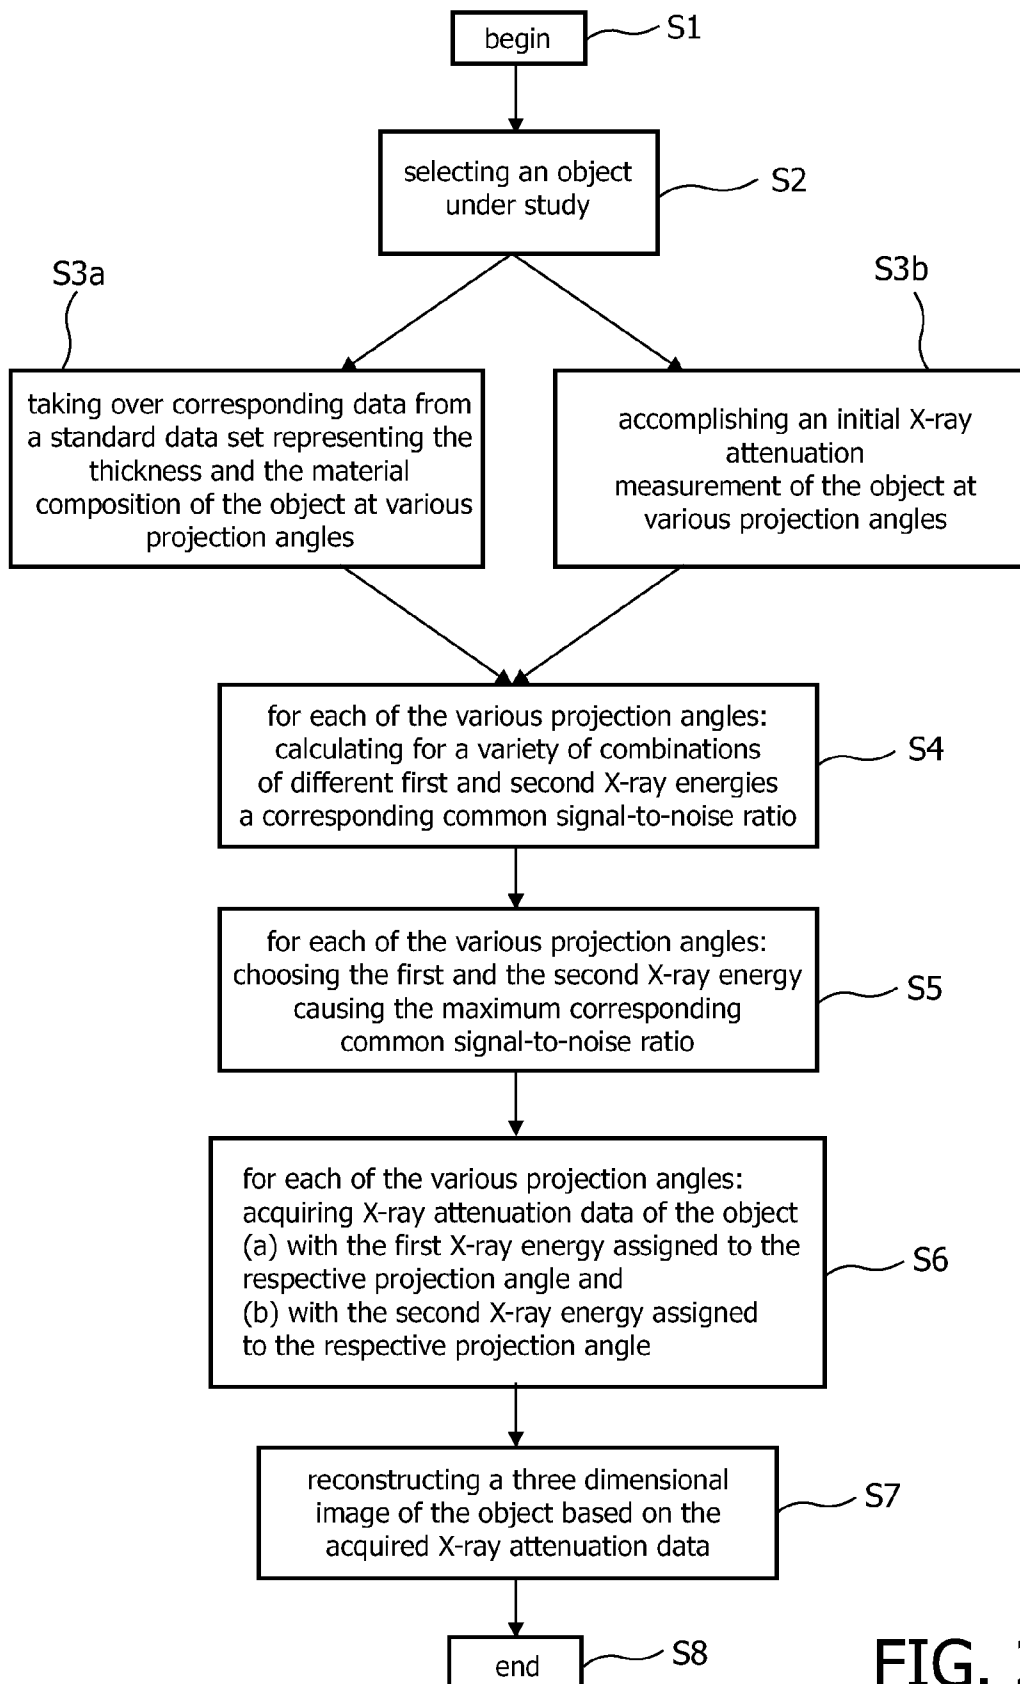 begin
S1
selecting an object
under study
S2
S3a
S3b
taking over corresponding data from
a standard data set representing the
thickness and the material
composition of the object at various
projection angles
accomplishing an initial X-ray
attenuation
measurement of the object at
various projection angles
for each of the various projection angles:
calculating for a variety of combinations
of different first and second X-ray energies
a corresponding common signal-to-noise ratio
S4
for each of the various projection angles:
choosing the first and the second X-ray energy
causing the maximum corresponding
common signal-to-noise ratio
S5
for each of the various projection angles:
acquiring X-ray attenuation data of the object
(a) with the first X-ray energy assigned to the
respective projection angle and
(b) with the second X-ray energy assigned
to the respective projection angle
S6
reconstructing a three dimensional
image of the object based on the
acquired X-ray attenuation data
S7
end
S8
FIG.